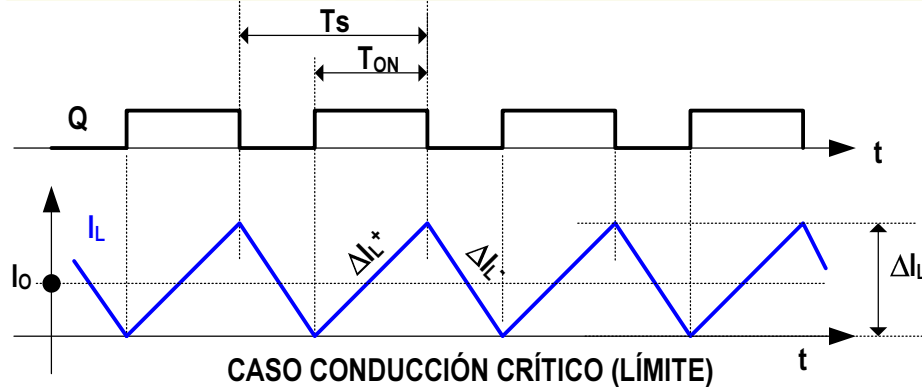 Ts
TON
Q
t
IL
ΔIL+
ΔIL-
ΔIL
IO
t
CASO CONDUCCIÓN CRÍTICO (LÍMITE)